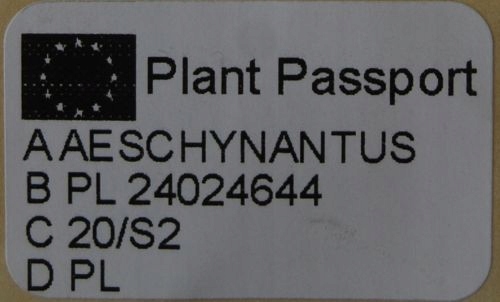 Plant Passport
A AESCHYNANTUS
B PL 24024644
C 20/S2
D PL